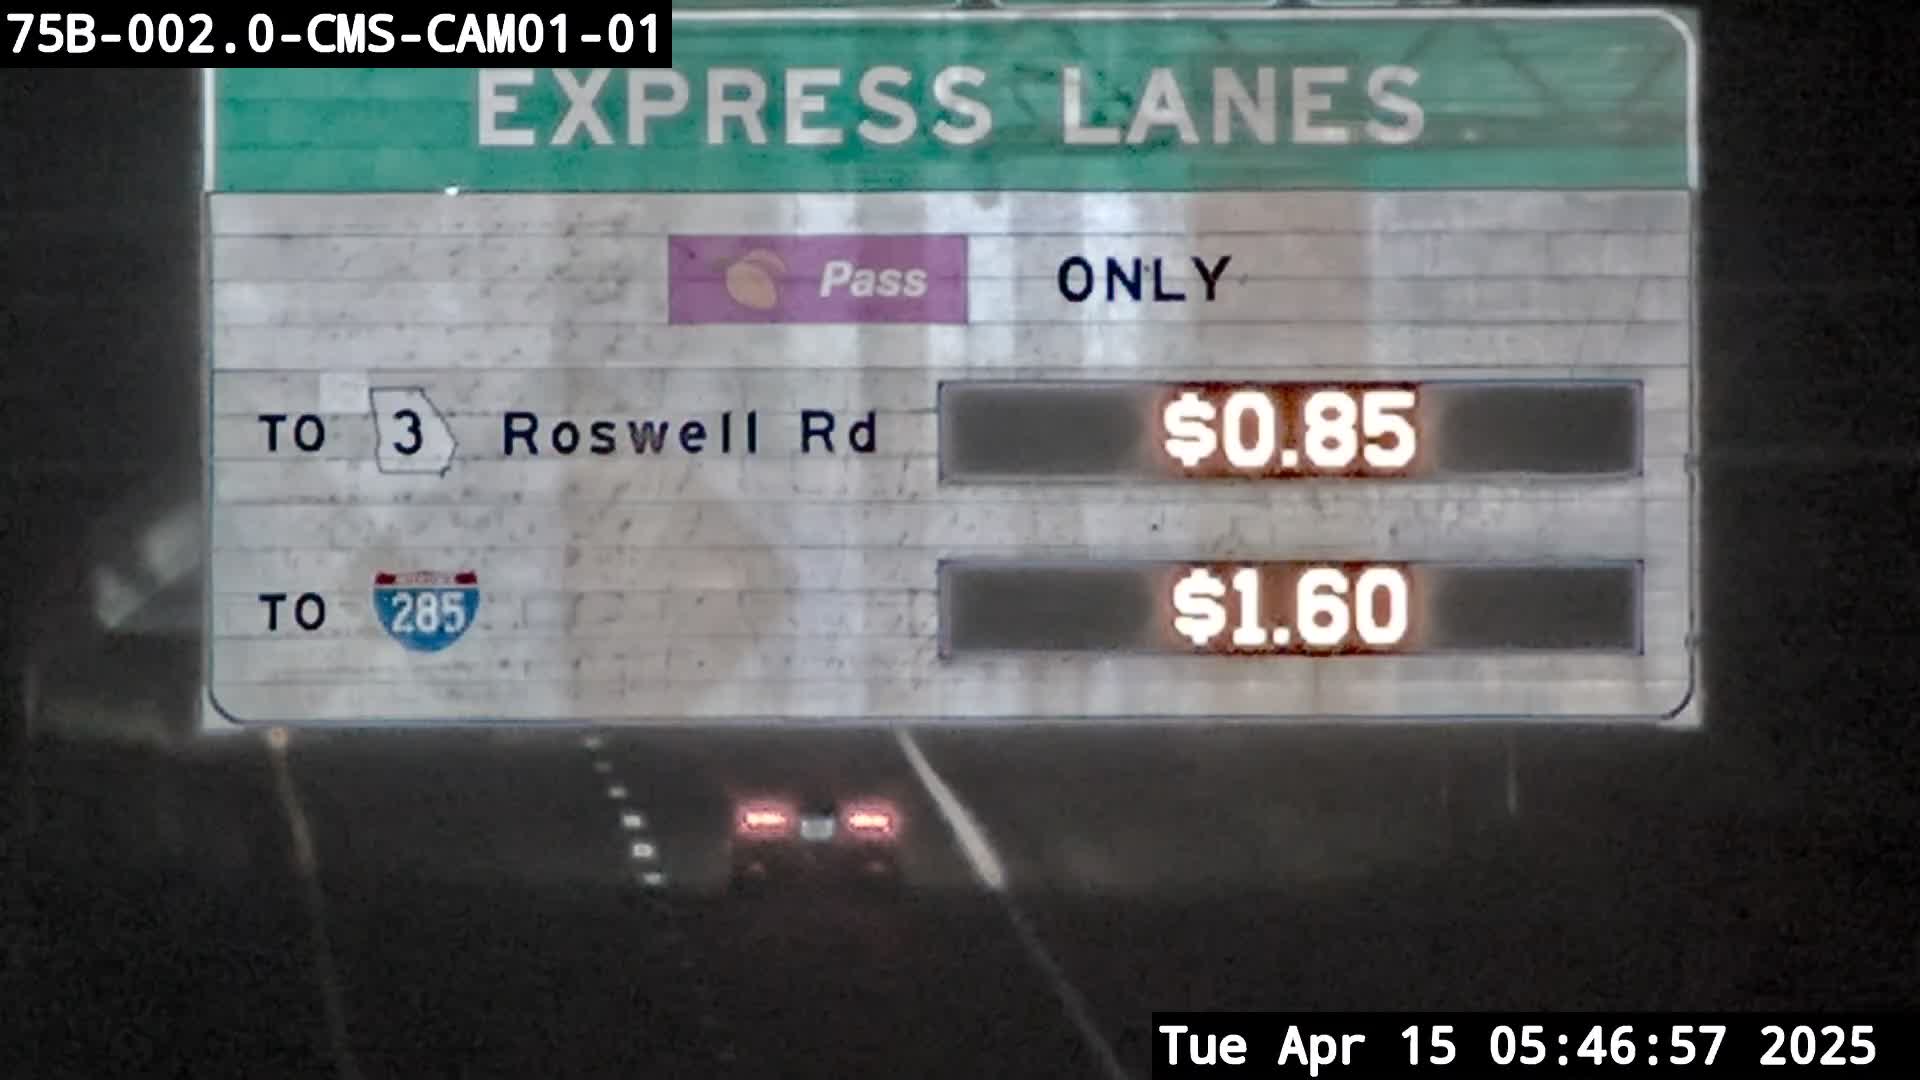 75B-002.0-CMS-CAM01-01
EXPRESS LANES
Pass ONLY
TO 3 Roswell Rd $0.85
TO 285 $1.60
Tue Apr 15 05:46:57 2025